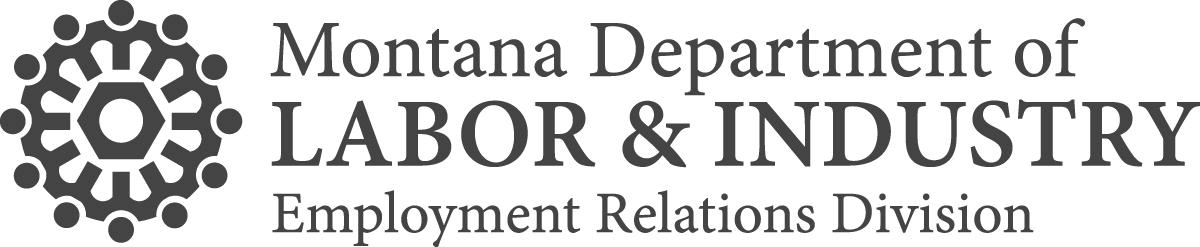 Montana Department of
LABOR & INDUSTRY
Employment Relations Division